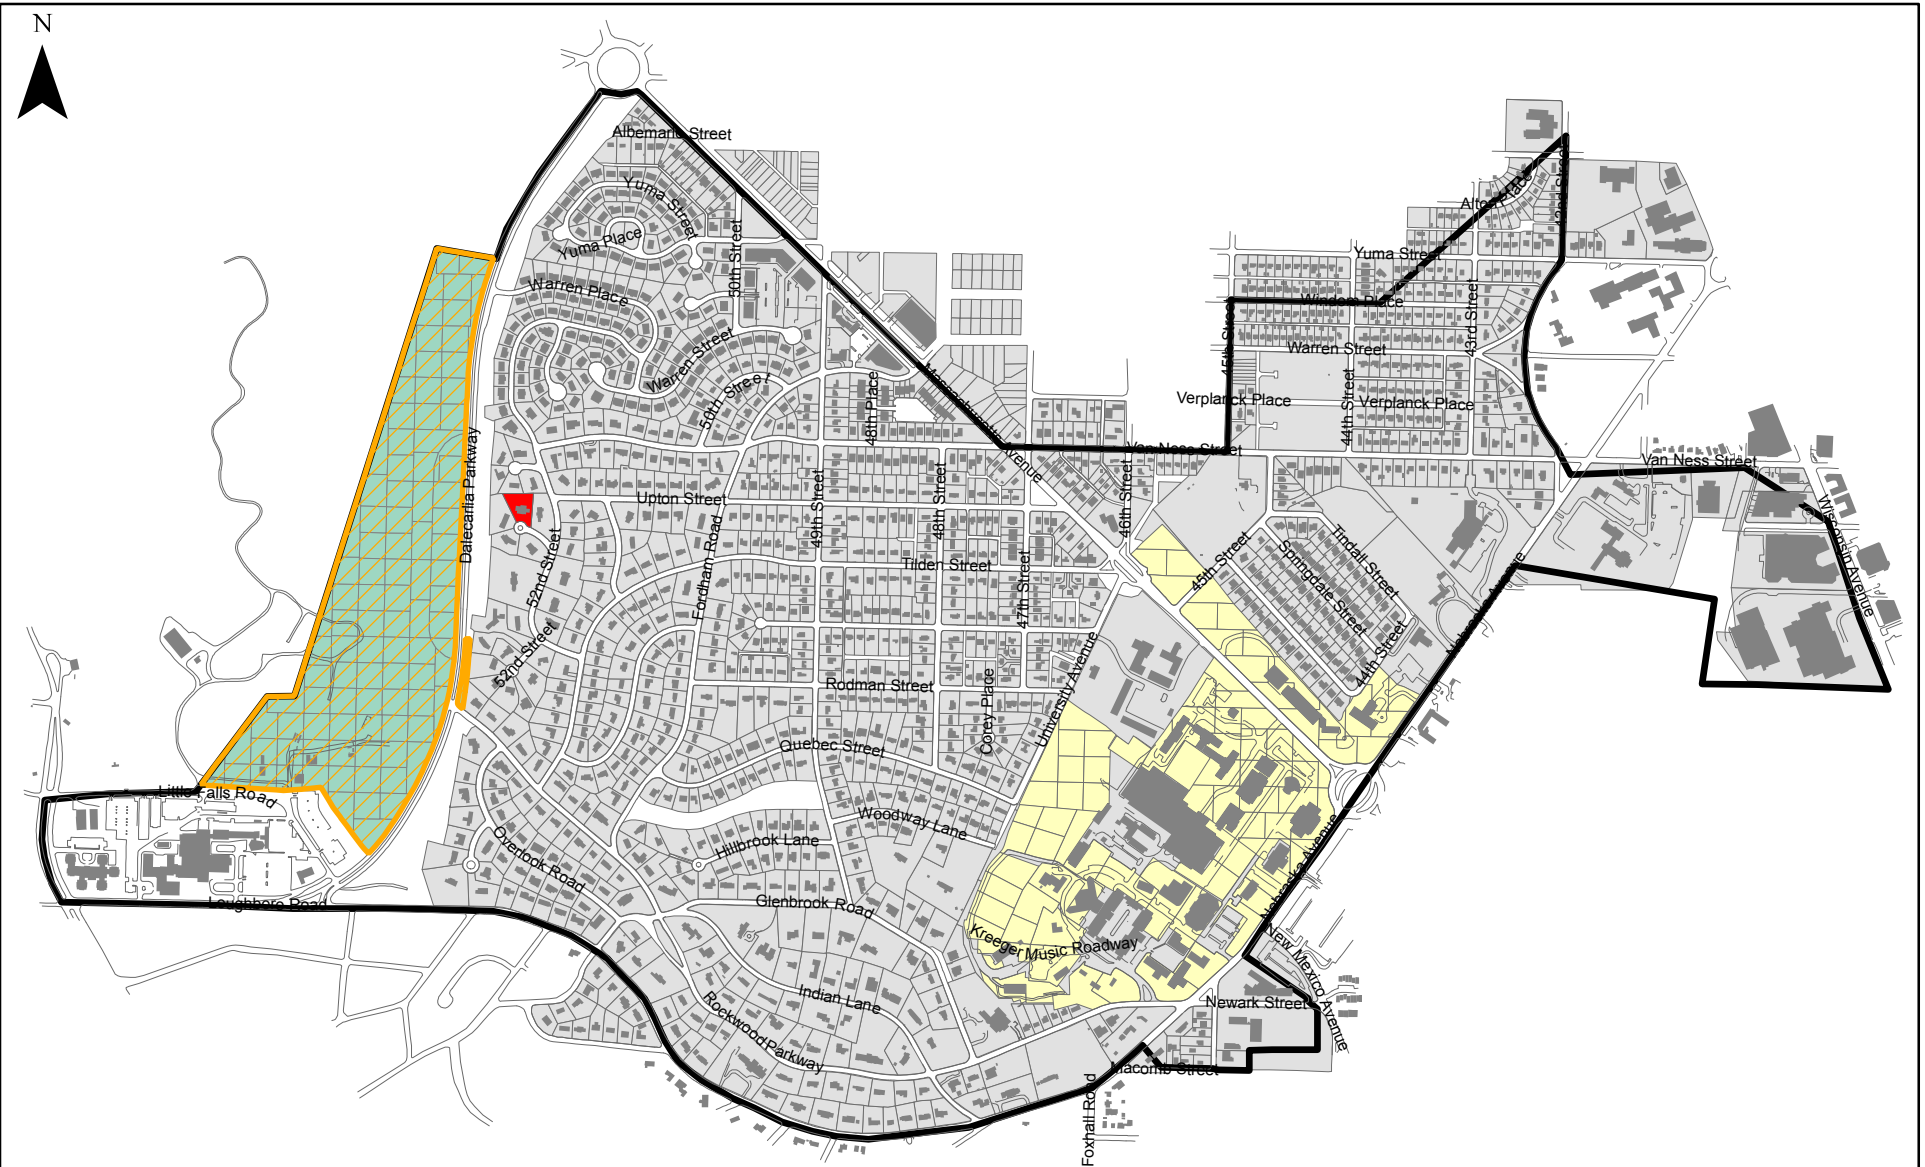 N
Albemarle Street
Yuma Street
Yuma Place
50th Street
Warren Place
Warren Street
50th Street
48th Place
Massachusetts Avenue
Alton Place
42nd Street
Yuma Street
Windom Place
45th Street
43rd Street
Warren Street
44th Street
Verplanck Place
Verplanck Place
Van Ness Street
Van Ness Street
Wisconsin Avenue
Dalecarlia Parkway
Upton Street
49th Street
48th Street
46th Street
Fordham Road
52nd Street
Tilden Street
47th Street
45th Street
Tindall Street
Springdale Street
44th Street
Nebraska Avenue
52nd Street
Rodman Street
Corey Place
University Avenue
Quebec Street
Little Falls Road
Woodway Lane
Hillbrook Lane
Overlook Road
Loughboro Road
Glenbrook Road
Nebraska Avenue
Kreeger Music Roadway
New Mexico Avenue
Indian Lane
Newark Street
Rockwood Parkway
Macomb Street
Foxhall Road